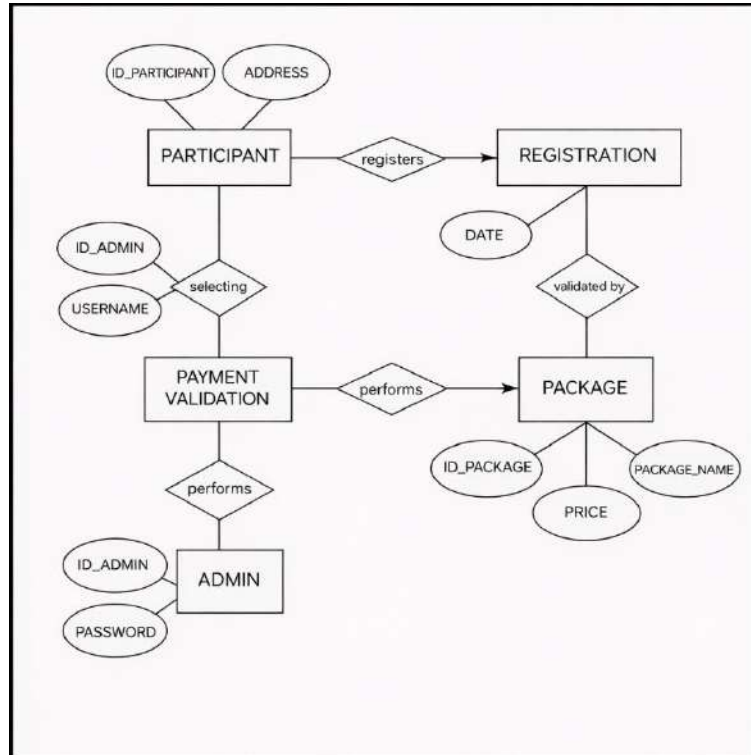 ID_PARTICIPANT
ADDRESS
PARTICIPANT
registers
REGISTRATION
DATE
ID_ADMIN
USERNAME
selecting
validated by
PAYMENT
VALIDATION
performs
PACKAGE
ID_PACKAGE
PACKAGE_NAME
PRICE
performs
ID_ADMIN
ADMIN
PASSWORD